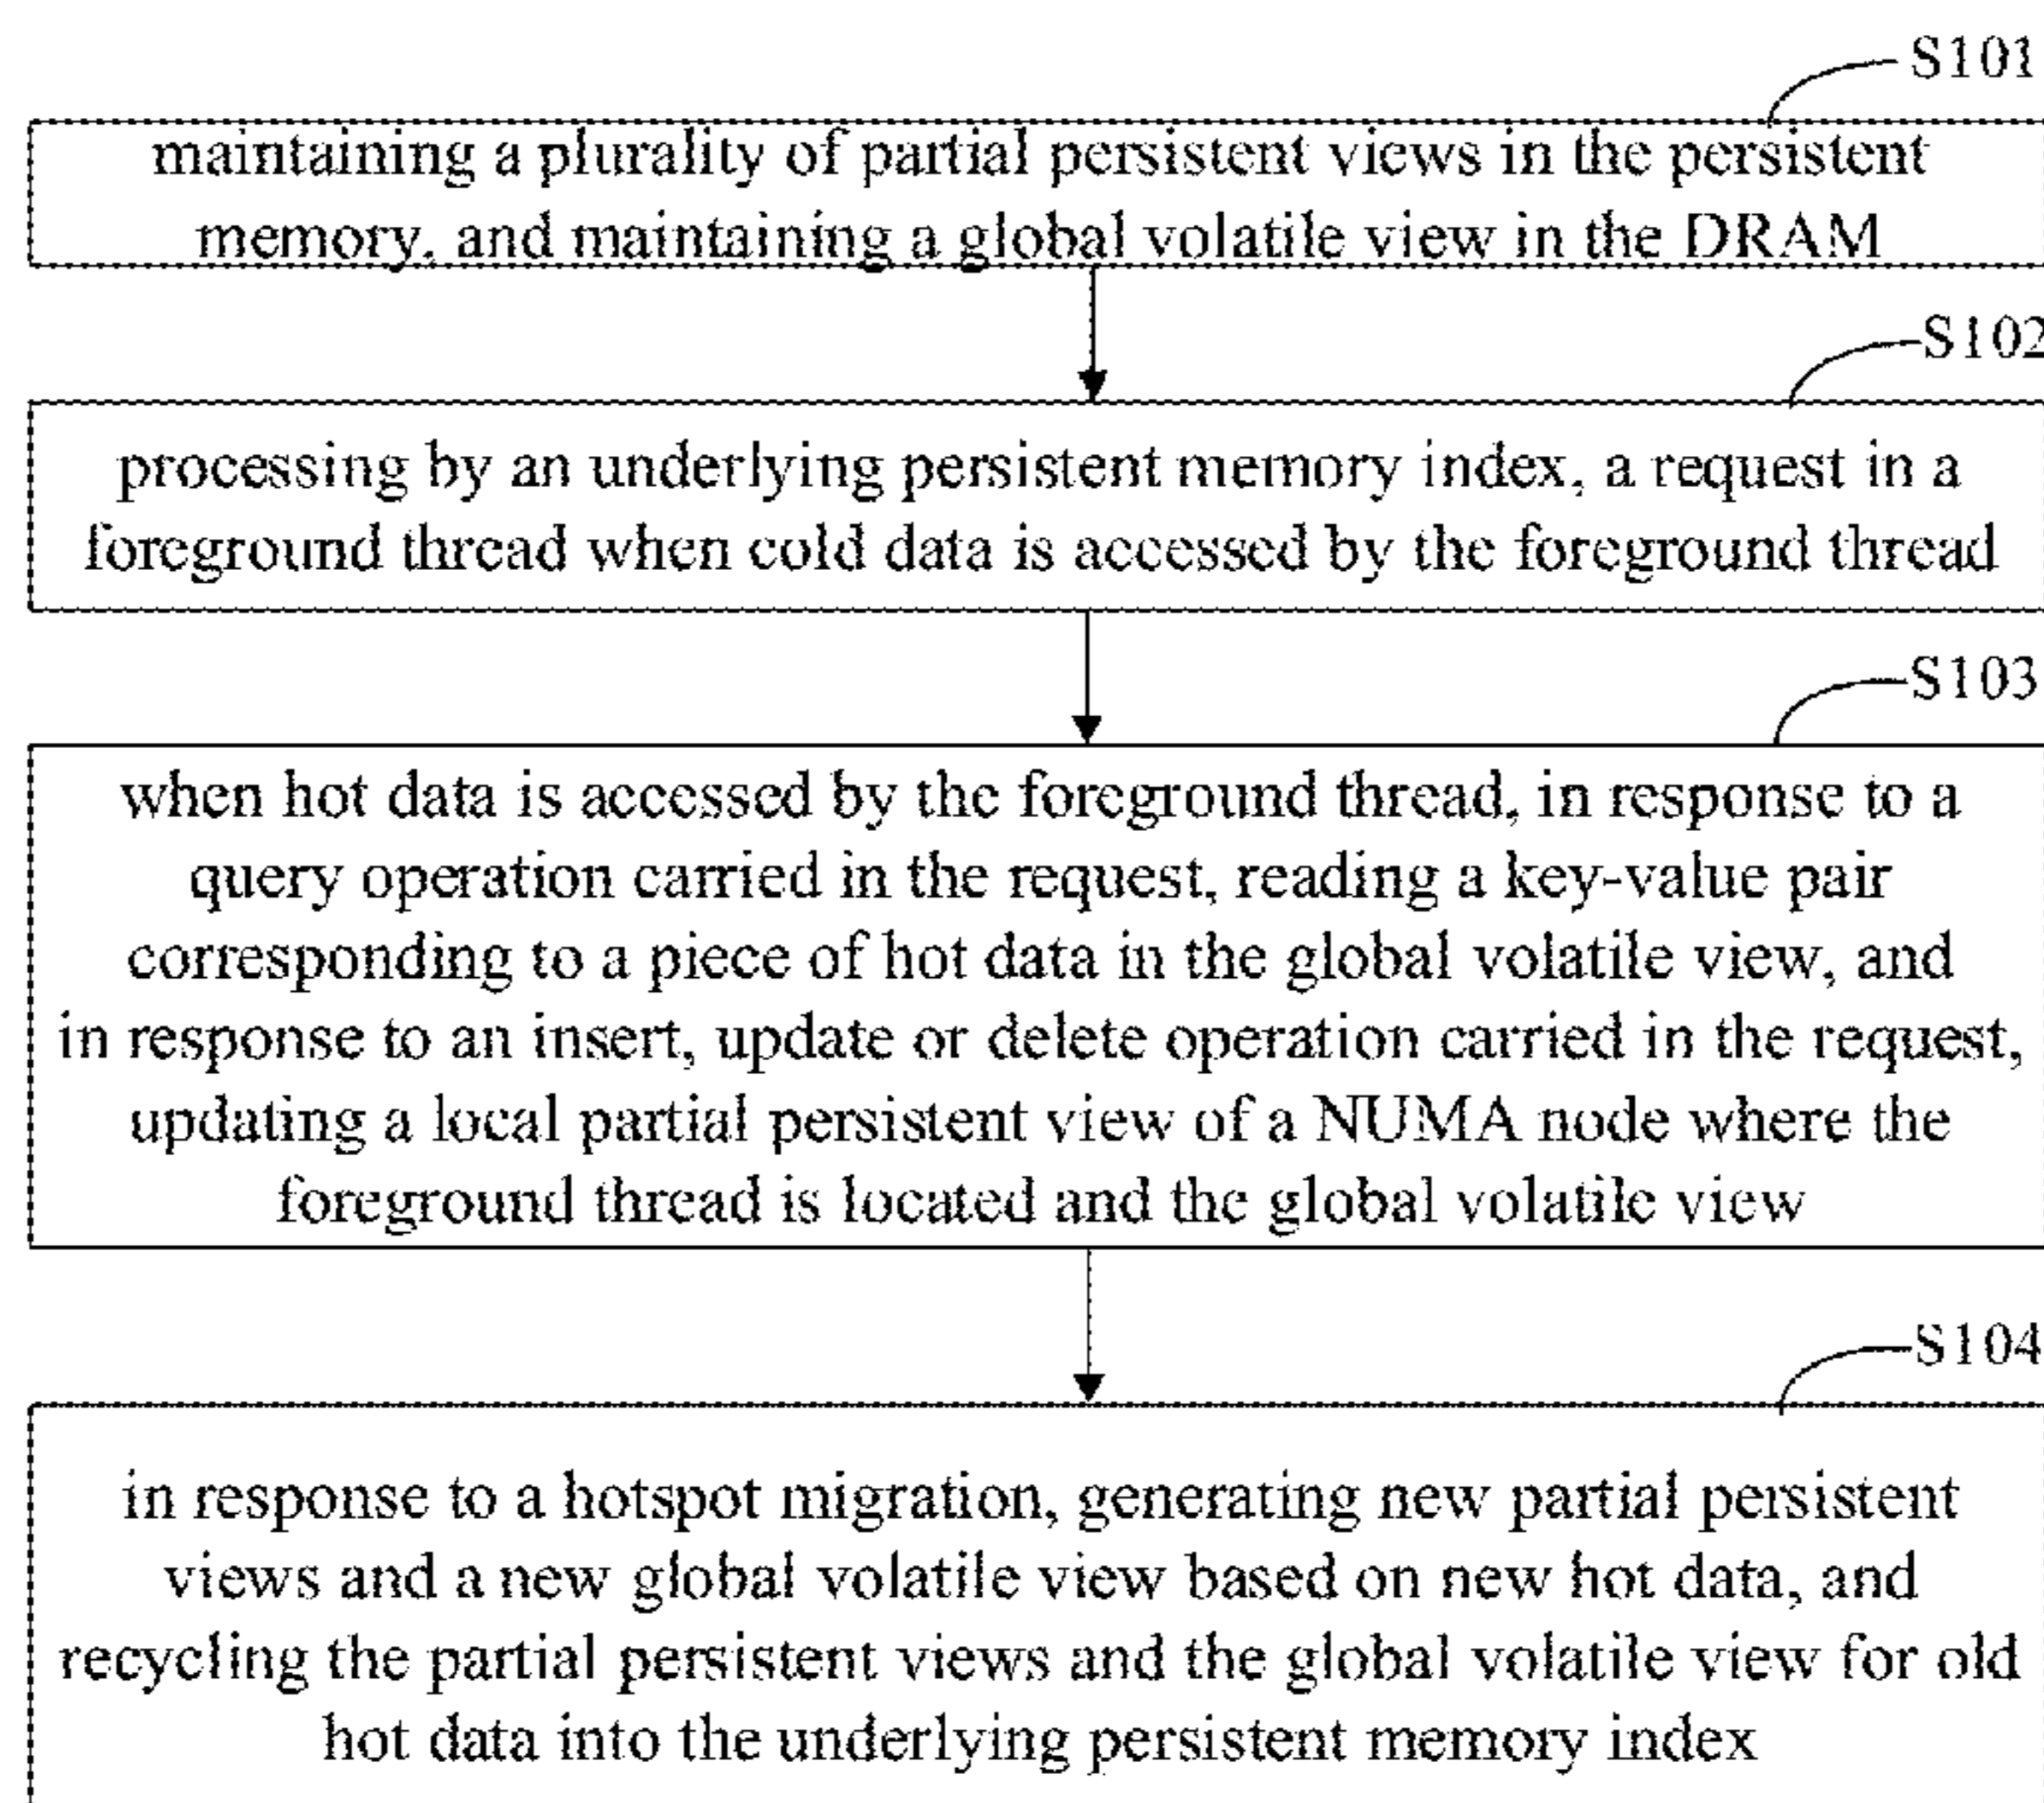 S101
maintaining a plurality of partial persistent views in the persistent
memory, and maintaining a global volatile view in the DRAM
S102
processing by an underlying persistent memory index, a request in a
foreground thread when cold data is accessed by the foreground thread
S103
when hot data is accessed by the foreground thread, in response to a
query operation carried in the request, reading a key-value pair
corresponding to a piece of hot data in the global volatile view, and
in response to an insert, update or delete operation carried in the request,
updating a local partial persistent view of a NUMA node where the
foreground thread is located and the global volatile view
S104
in response to a hotspot migration, generating new partial persistent
views and a new global volatile view based on new hot data, and
recycling the partial persistent views and the global volatile view for old
hot data into the underlying persistent memory index